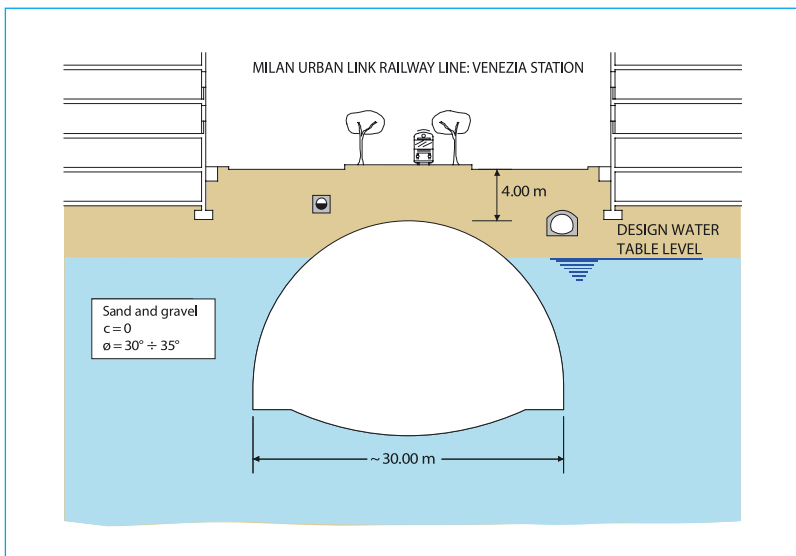 MILAN URBAN LINK RAILWAY LINE: VENEZIA STATION
4.00 m
DESIGN WATER
TABLE LEVEL
Sand and gravel
c = 0
ø = 30° ÷ 35°
~ 30.00 m